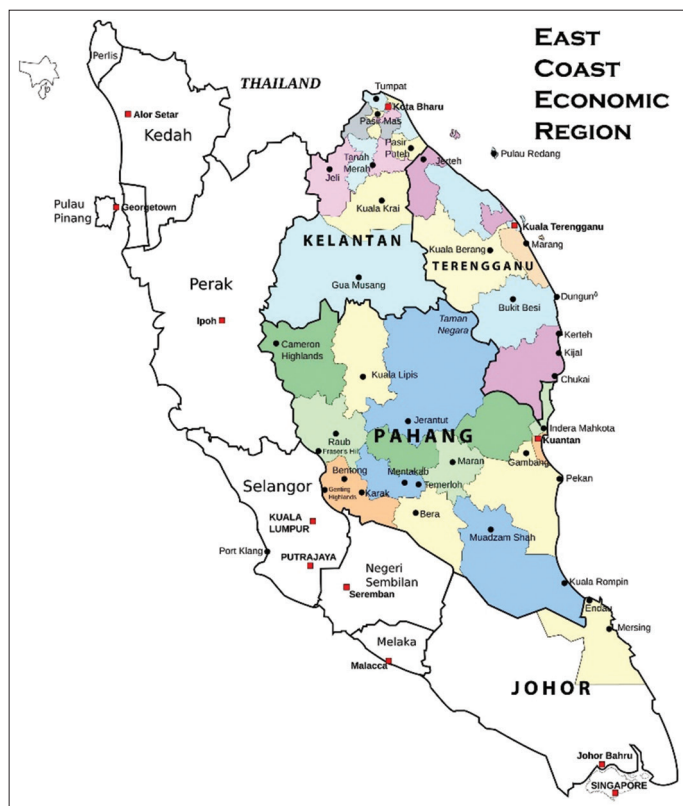 EAST
COAST
ECONOMIC
REGION
Perlis
THAILAND
Tumpat
Alor Setar
Kota Bharu
Kedah
Pasir Mas
Pasir
Puteh
Pulau Redang
Jerteh
Tanah
Merah
Jeli
Pulau
Pinang
Georgetown
Kuala Krai
Kuala Terengganu
KELANTAN
Kuala Berang
Marang
TERENGGANU
Perak
Gua Musang
Bukit Besi
Dungun
Ipoh
Taman
Negara
Cameron
Highlands
Kerteh
Kijal
Kuala Lipis
Chukai
Jerantut
Indera Mahkota
PAHANG
Kuantan
Raub
Fraser's Hill
Gambang
Maran
Bentong
Mentakab
Selangor
Genting
Highlands
Karak
Temerloh
Pekan
Bera
KUALA
LUMPUR
Muadzam Shah
Port Klang
PUTRAJAYA
Negeri
Sembilan
Kuala Rompin
Seremban
Endau
Mersing
Melaka
Malacca
JOHOR
Johor Bahru
SINGAPORE